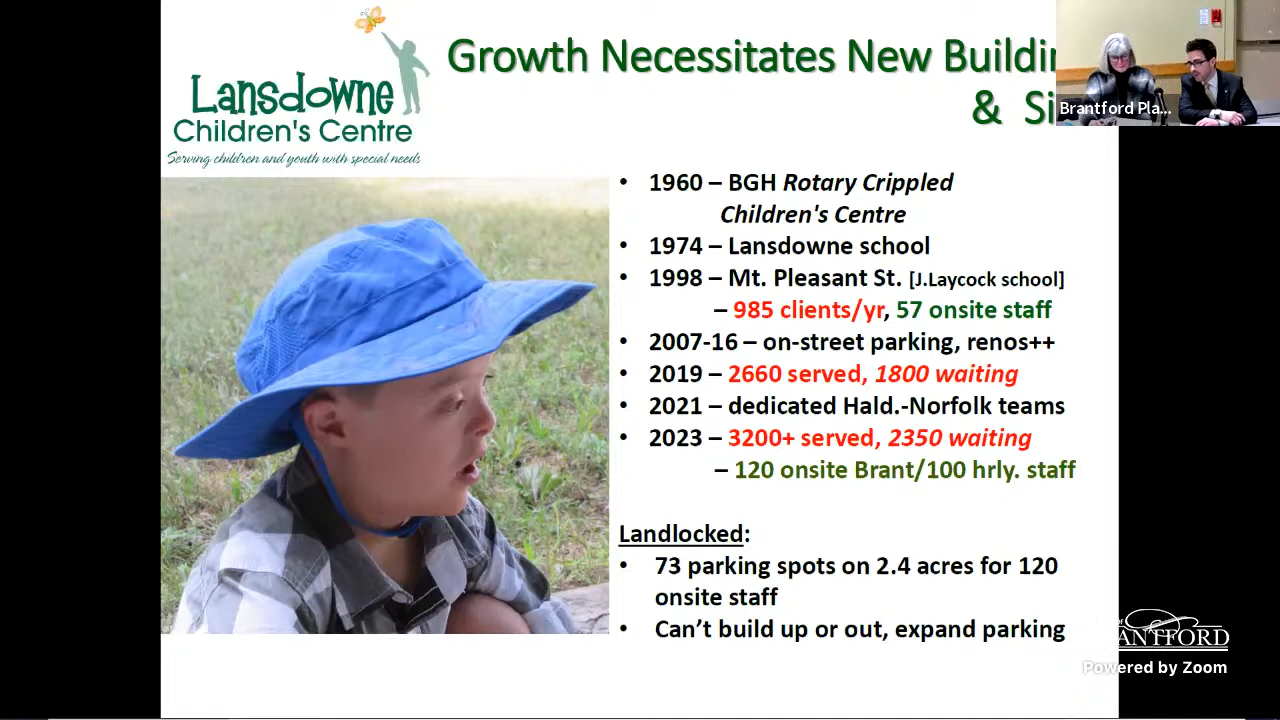 Lansdowne
Children's Centre
Serving children and youth with special needs
Growth Necessitates New
&
Brantford Pla...
• 1960 – BGH Rotary Crippled
Children's Centre
• 1974 – Lansdowne school
• 1998 – Mt. Pleasant St. [J.Laycock school]
– 985 clients/yr, 57 onsite staff
• 2007-16 – on-street parking, renos++
• 2019 – 2660 served, 1800 waiting
• 2021 – dedicated Hald.-Norfolk teams
• 2023 – 3200+ served, 2350 waiting
– 120 onsite Brant/100 hrly. staff
Landlocked:
• 73 parking spots on 2.4 acres for 120
onsite staff
• Can't build up or out, expand parking
ANTFORD
Powered by Zoom